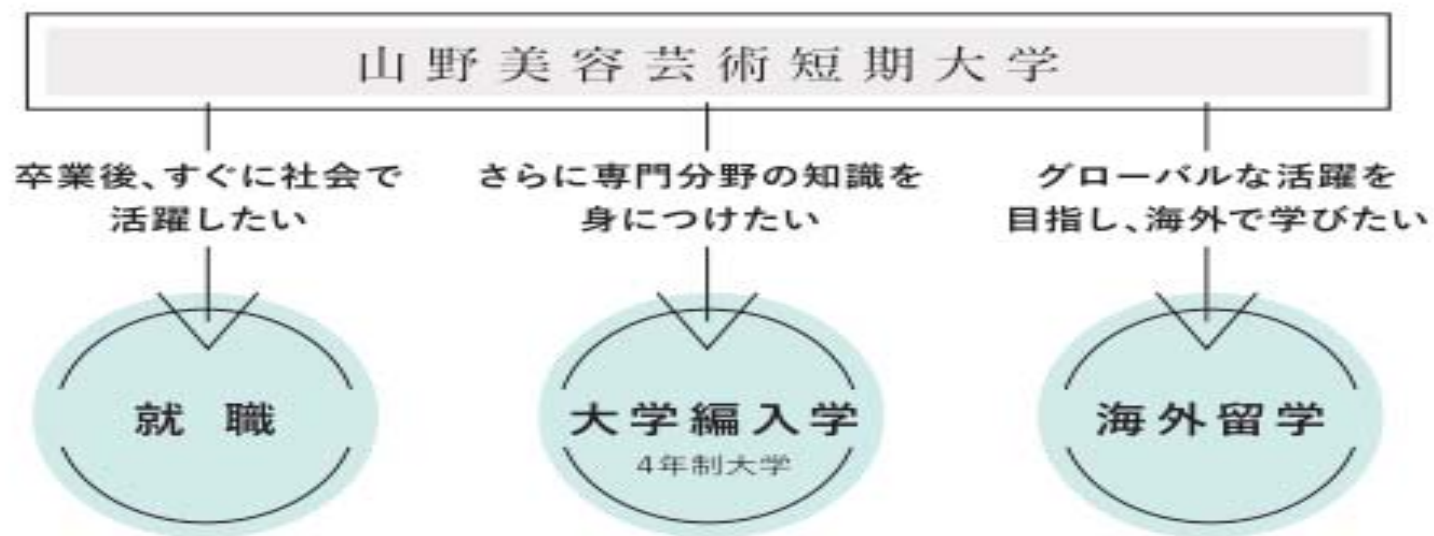 山野美容芸術短期大学
卒業後、すぐに社会で
活躍したい
さらに専門分野の知識を
身につけたい
グローバルな活躍を
目指し、海外で学びたい
就職
大学編入学
4年制大学
海外留学